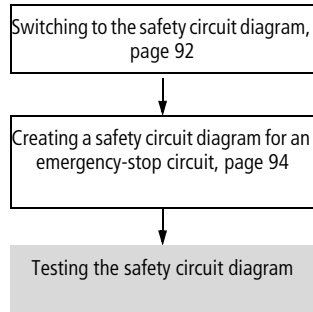 Switching to the safety circuit diagram,
page 92
Creating a safety circuit diagram for an
emergency-stop circuit, page 94
Testing the safety circuit diagram